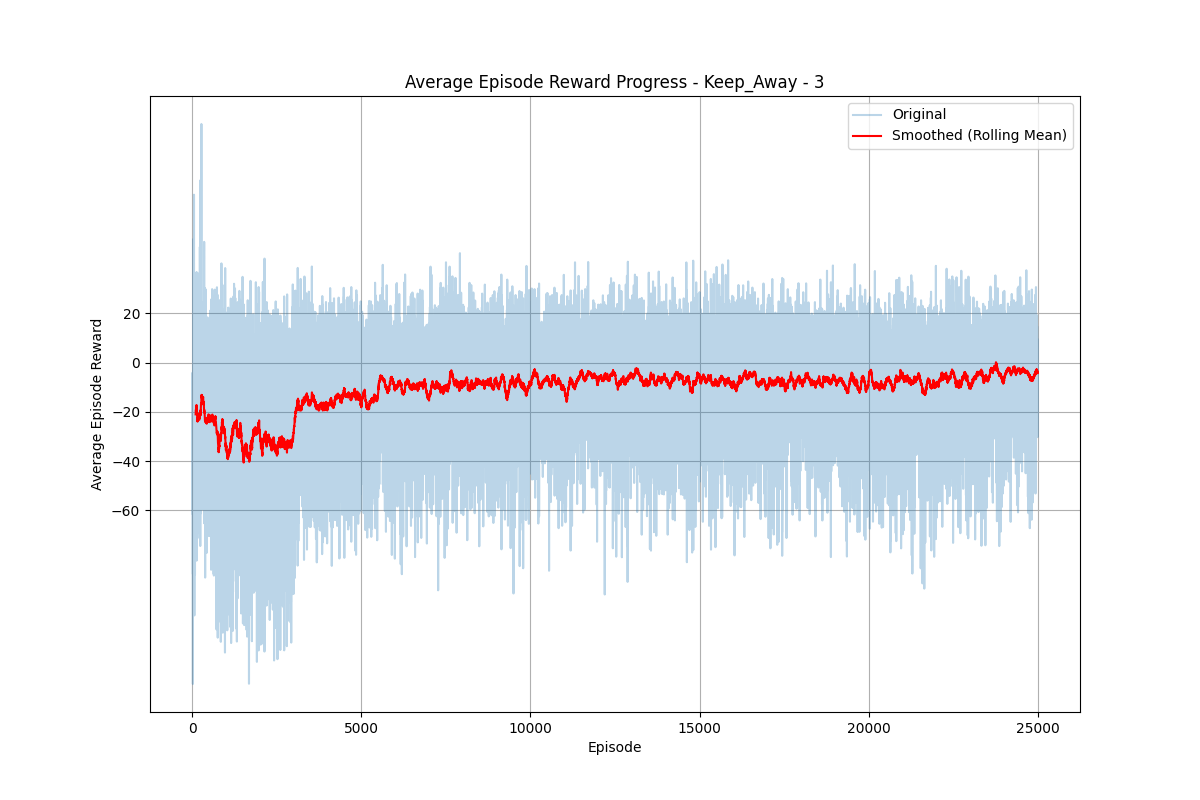 Average Episode Reward Progress - Keep_Away - 3
Original
Smoothed (Rolling Mean)
Average Episode Reward
20
0
−20
−40
−60
0
5000
10000
15000
20000
25000
Episode